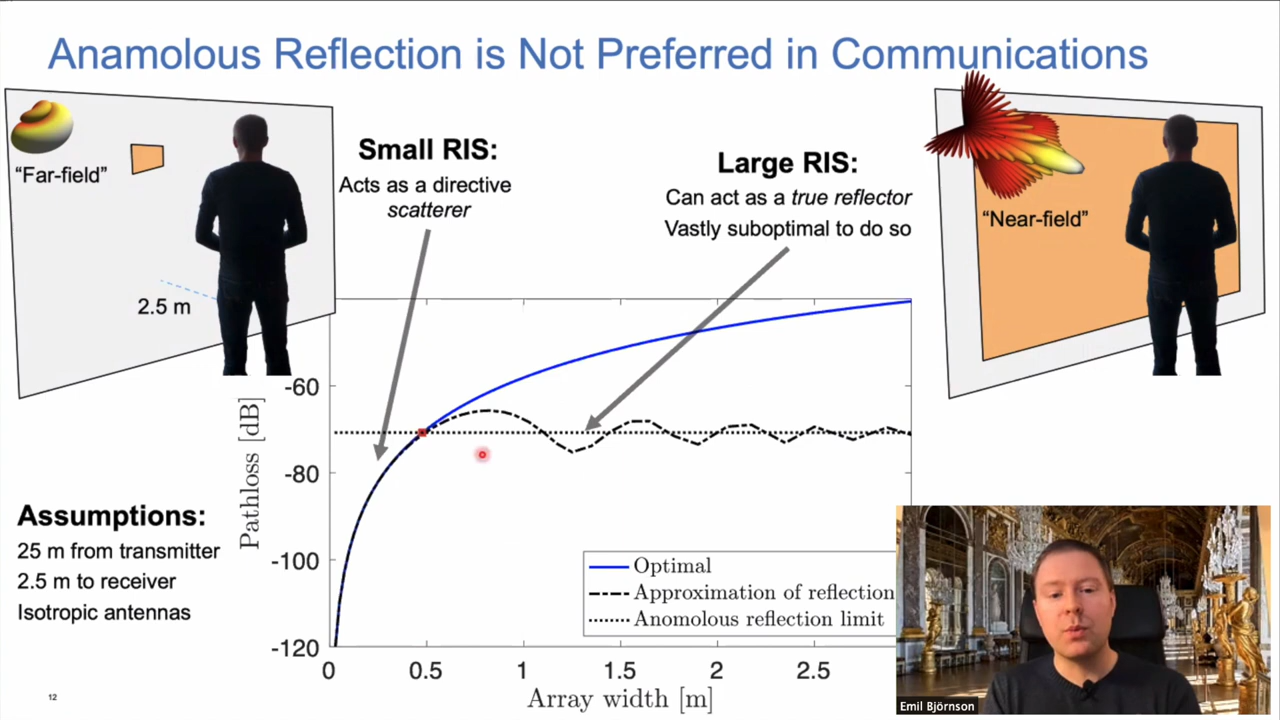 Anamolous Reflection is Not Preferred in Communications
"Far-field"
2.5 m
Small RIS:
Acts as a directive
scatterer
Large RIS:
Can act as a true reflector
Vastly suboptimal to do so
"Near-field"
Assumptions:
25 m from transmitter
2.5 m to receiver
Isotropic antennas
Pathloss [dB]
-60
-80
-100
-120
0
0.5
1
1.5
2
2.5
Array width [m]
Optimal
Approximation of reflection
Anomolous reflection limit
12
Emil Björnson